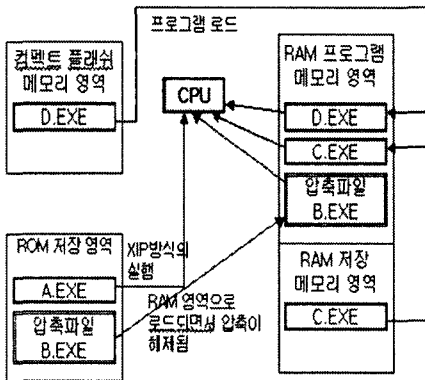 프로그램 로드
컴팩트 플래쉬
메모리 영역
D.EXE
CPU
RAM 프로그램
메모리 영역
D.EXE
C.EXE
압축파일
B.EXE
ROM 저장 영역
A.EXE
압축파일
B.EXE
XIP방식의
실행
RAM 영역으로
로드되면서 압축이
해제됨
RAM 저장
메모리 영역
C.EXE